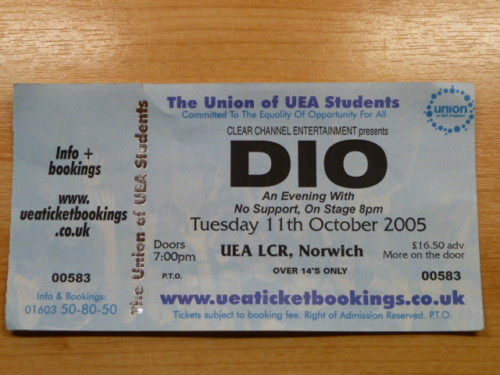 Info +
bookings
www.
ueaticketbookings
.co.uk
00583
Info & Bookings:
01603 50-80-50
The Union of UEA Students
The Union of UEA Students
Committed To The Equality Of Opportunity For All
union
CLEAR CHANNEL ENTERTAINMENT presents
DIO
An Evening With
No Support, On Stage 8pm
Tuesday 11th October 2005
Doors
7:00pm
P.T.O.
UEA LCR, Norwich
OVER 14'S ONLY
£16.50 adv
More on the door
00583
www.ueaticketbookings.co.uk
Tickets subject to booking fee. Right of Admission Reserved. P.T.O.